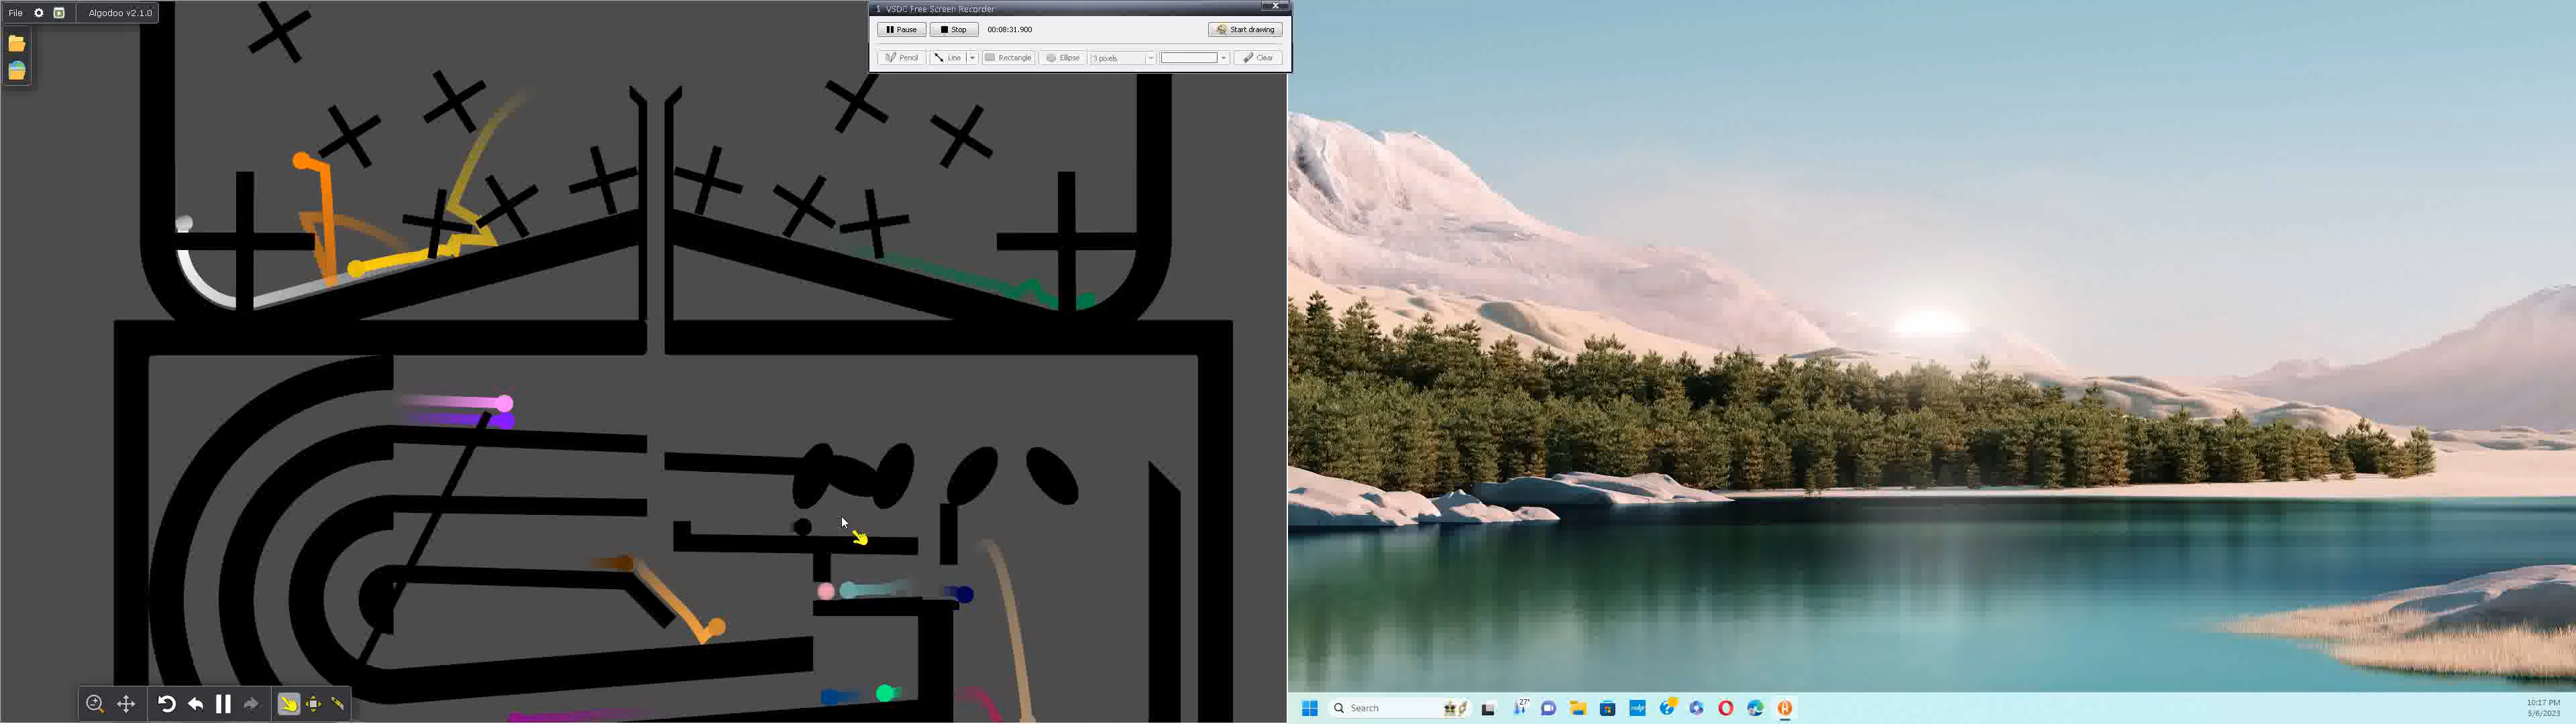 File Algodoo v2.1.0
VSDC Free Screen Recorder
Pause Stop 00:08:31.900 Start drawing
Pencil Line Rectangle Ellipse 3 pixels Clear
Search
27°
10:17 PM
5/6/2023